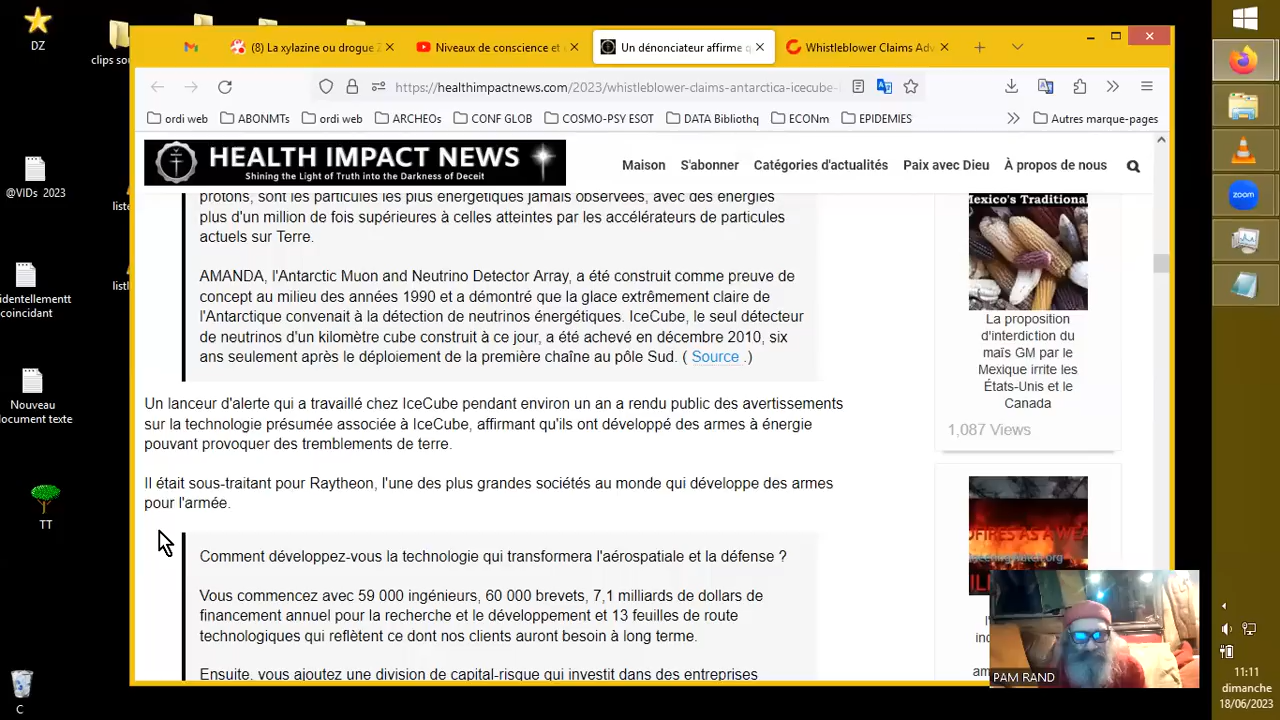 DZ
clips sou
@VIDs 2023
liste
identellementt
coincidant
listl
Nouveau
document texte
TT
C
(8) La xylazine ou drogue
Niveaux de conscience et
Un dénonciateur affirme q
Whistleblower Claims Adv
https://healthimpactnews.com/2023/whistleblower-claims-antarctica-icecube-
ordi web
ABONMTs
ordi web
ARCHEOs
CONF GLOB
COSMO-PSY ESOT
DATA Bibliothq
ECONm
EPIDEMIES
Autres marque-pages
HEALTH IMPACT NEWS
Shining the Light of Truth into the Darkness of Deceit
Maison
S'abonner
Catégories d'actualités
Paix avec Dieu
À propos de nous
protons, sont les particules les plus énergétiques jamais observées, avec des énergies
plus d'un million de fois supérieures à celles atteintes par les accélérateurs de particules
actuels sur Terre.
AMANDA, l'Antarctic Muon and Neutrino Detector Array, a été construit comme preuve de
concept au milieu des années 1990 et a démontré que la glace extrêmement claire de
l'Antarctique convenait à la détection de neutrinos énergétiques. IceCube, le seul détecteur
de neutrinos d'un kilomètre cube construit à ce jour, a été achevé en décembre 2010, six
ans seulement après le déploiement de la première chaîne au pôle Sud. ( Source .)
Un lanceur d'alerte qui a travaillé chez IceCube pendant environ un an a rendu public des avertissements
sur la technologie présumée associée à IceCube, affirmant qu'ils ont développé des armes à énergie
pouvant provoquer des tremblements de terre.
Il était sous-traitant pour Raytheon, l'une des plus grandes sociétés au monde qui développe des armes
pour l'armée.
Comment développez-vous la technologie qui transformera l'aérospatiale et la défense ?
Vous commencez avec 59 000 ingénieurs, 60 000 brevets, 7,1 milliards de dollars de
financement annuel pour la recherche et le développement et 13 feuilles de route
technologiques qui reflètent ce dont nos clients auront besoin à long terme.
Ensuite, vous ajoutez une division de capital-risque qui investit dans des entreprises
Mexico's Traditional
La proposition
d'interdiction du
maïs GM par le
Mexique irrite les
États-Unis et le
Canada
1,087 Views
PAM RAND
zoom
11:11
dimanche
18/06/2023